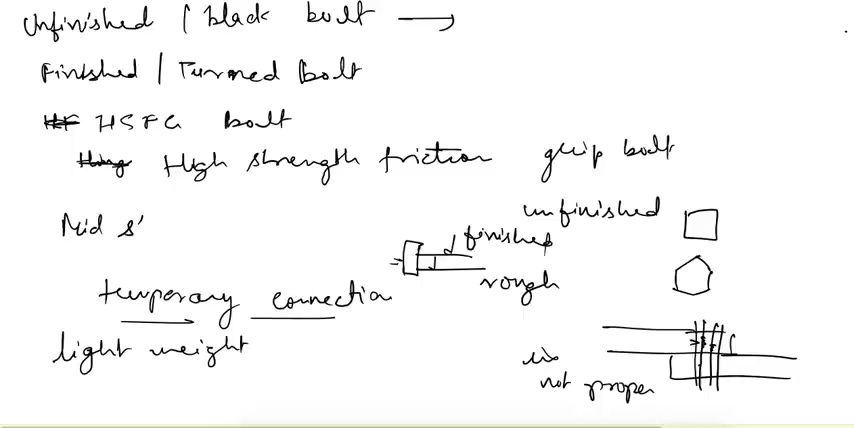 Unfinished / black bolt →
Finished / Turned bolt
HSFG bolt
High strength friction grip bolt
unfinished
Mid s'
finished
rough
temporary connection
light weight
not proper